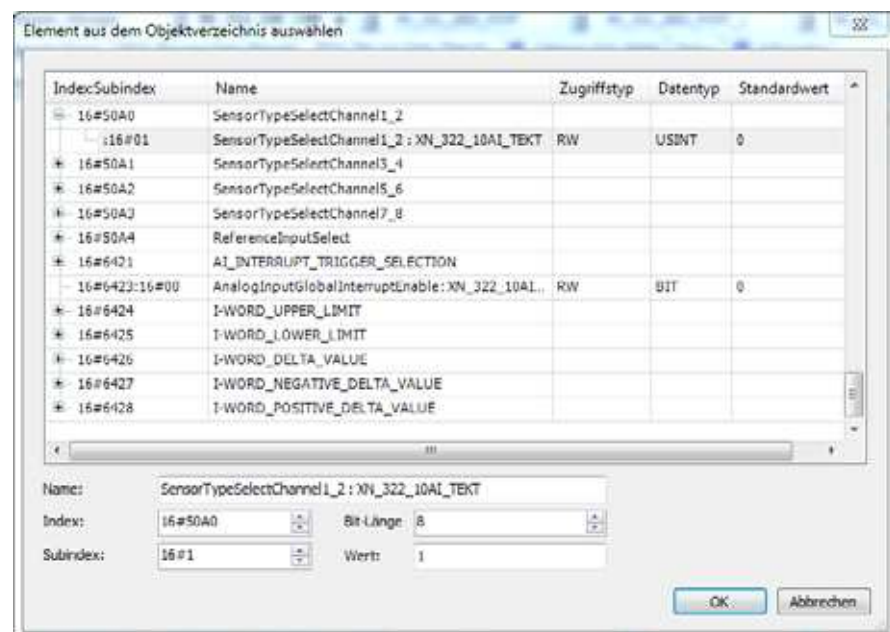 Element aus dem Objektverzeichnis auswählen
Index:Subindex Name Zugriffstyp Datentyp Standardwert
16#50A0 SensorTypeSelectChannel1_2
:16#01 SensorTypeSelectChannel1_2 : XN_322_10AI_TEKT RW USINT 0
16#50A1 SensorTypeSelectChannel3_4
16#50A2 SensorTypeSelectChannel5_6
16#50A3 SensorTypeSelectChannel7_8
16#50A4 ReferenceInputSelect
16#6421 AI_INTERRUPT_TRIGGER_SELECTION
16#6423:16#00 AnalogInputGlobalInterruptEnable: XN_322_10AI... RW BIT 0
16#6424 I-WORD_UPPER_LIMIT
16#6425 I-WORD_LOWER_LIMIT
16#6426 I-WORD_DELTA_VALUE
16#6427 I-WORD_NEGATIVE_DELTA_VALUE
16#6428 I-WORD_POSITIVE_DELTA_VALUE
Name: SensorTypeSelectChannel1_2 : XN_322_10AI_TEKT
Index: 16#50A0 Bit-Länge 8
Subindex: 16#1 Wert: 1
OK Abbrechen